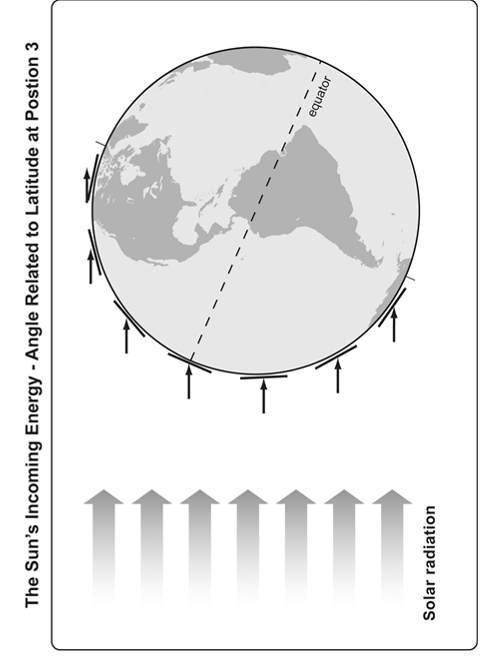 The Sun's Incoming Energy - Angle Related to Latitude at Postion 3
equator
Solar radiation